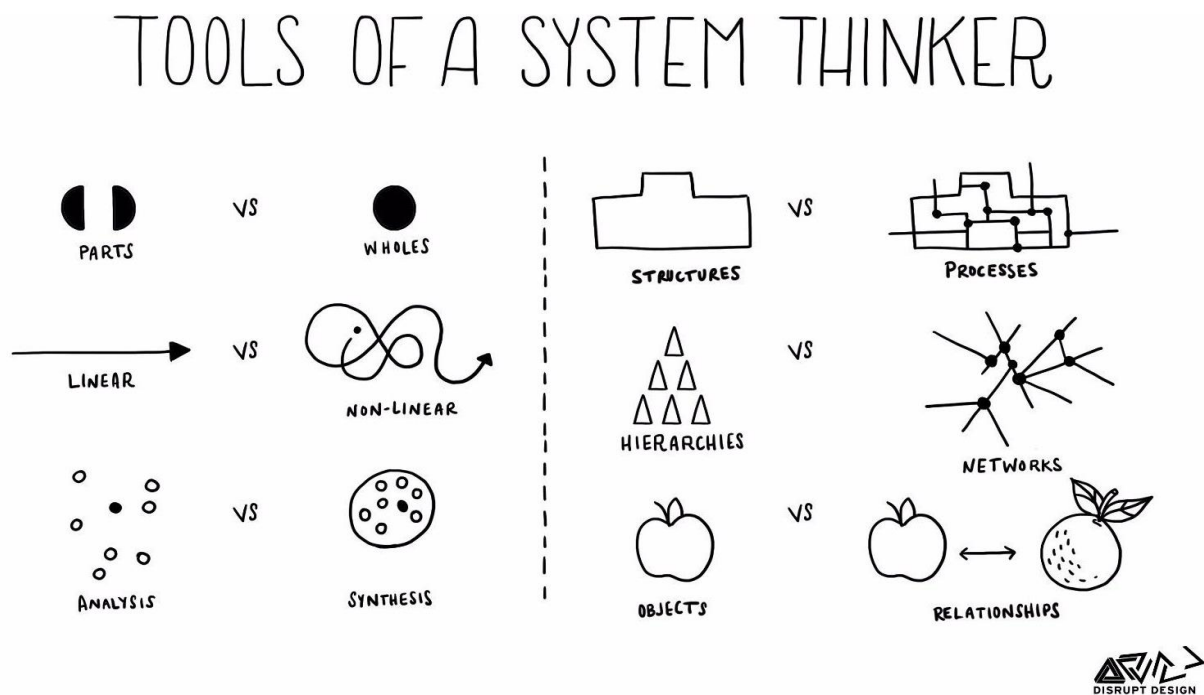 TOOLS OF A SYSTEM THINKER
VS
PARTS
WHOLES
VS
LINEAR
NON-LINEAR
VS
ANALYSIS
SYNTHESIS
VS
STRUCTURES
PROCESSES
VS
HIERARCHIES
NETWORKS
VS
OBJECTS
RELATIONSHIPS
DISRUPT DESIGN